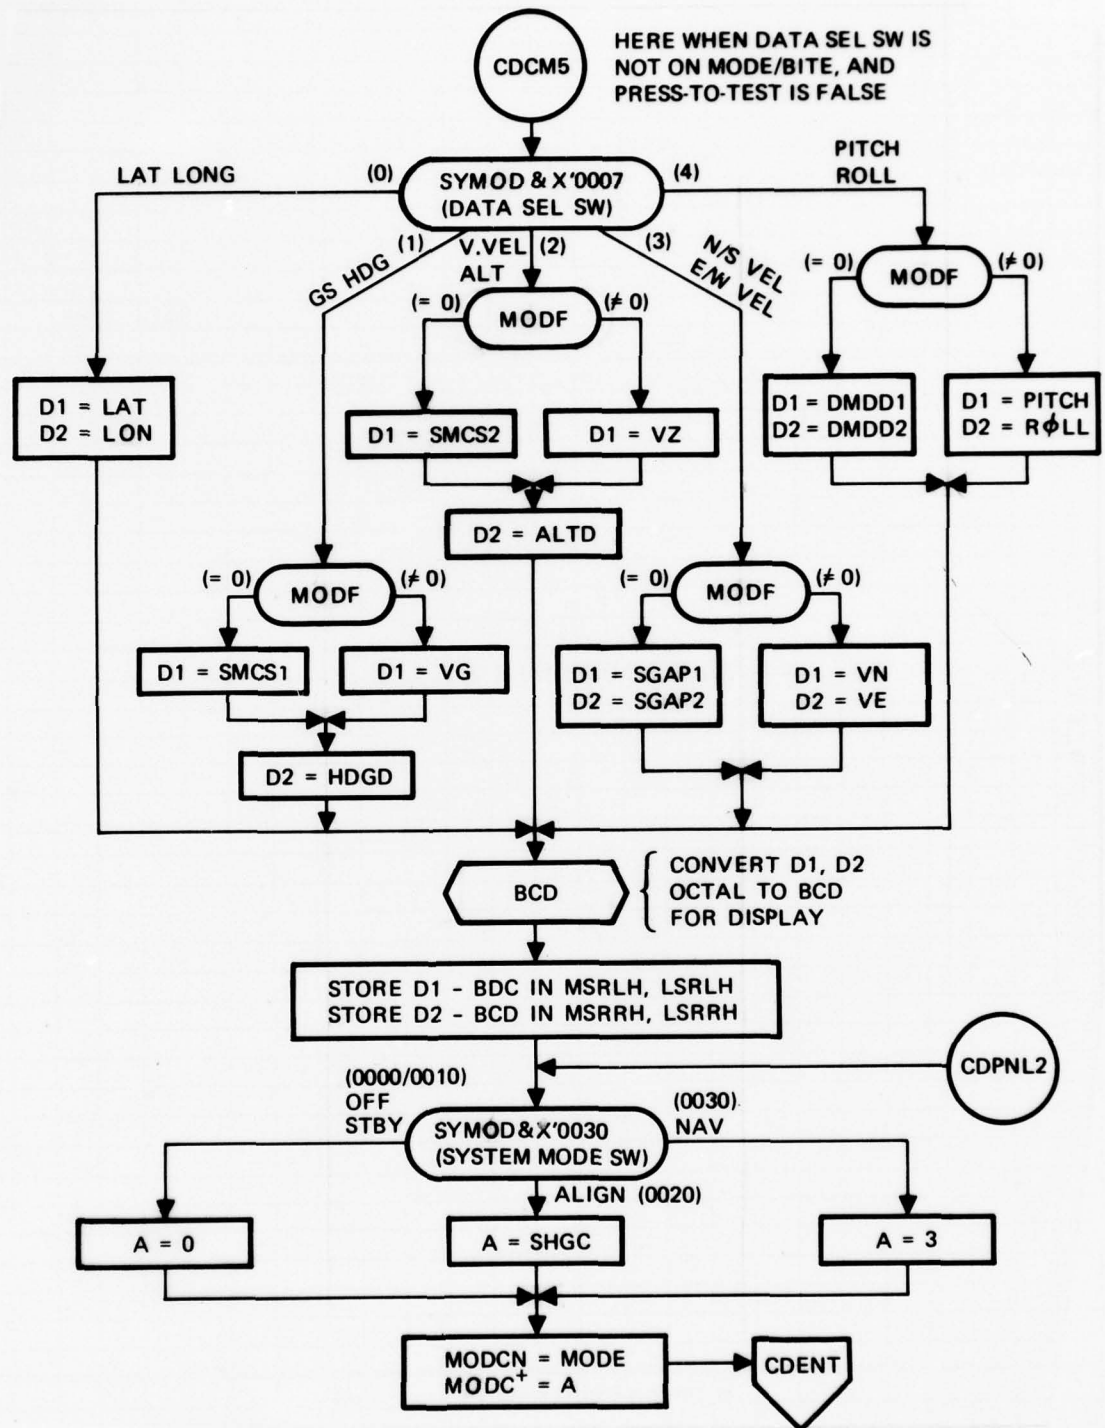 CDCM5
HERE WHEN DATA SEL SW IS
NOT ON MODE/BITE, AND
PRESS-TO-TEST IS FALSE
LAT LONG
(0)
SYMOD & X'0007
(DATA SEL SW)
(4)
PITCH
ROLL
GS HDG
(1)
V.VEL
ALT
(2)
(3)
N/S VEL
E/W VEL
(= 0)
MODF
(≠ 0)
(= 0)
MODF
(≠ 0)
D1 = LAT
D2 = LON
D1 = SMCS2
D1 = VZ
D1 = DMDD1
D2 = DMDD2
D1 = PITCH
D2 = RϕLL
D2 = ALTD
(= 0)
MODF
(≠ 0)
(= 0)
MODF
(≠ 0)
D1 = SMCS1
D1 = VG
D1 = SGAP1
D2 = SGAP2
D1 = VN
D2 = VE
D2 = HDGD
BCD
CONVERT D1, D2
OCTAL TO BCD
FOR DISPLAY
STORE D1 - BDC IN MSRLH, LSRLH
STORE D2 - BCD IN MSRRH, LSRRH
CDPNL2
(0000/0010)
OFF
STBY
SYMOD&X'0030
(SYSTEM MODE SW)
(0030)
NAV
ALIGN (0020)
A = 0
A = SHGC
A = 3
MODCN = MODE
MODC+ = A
CDENT